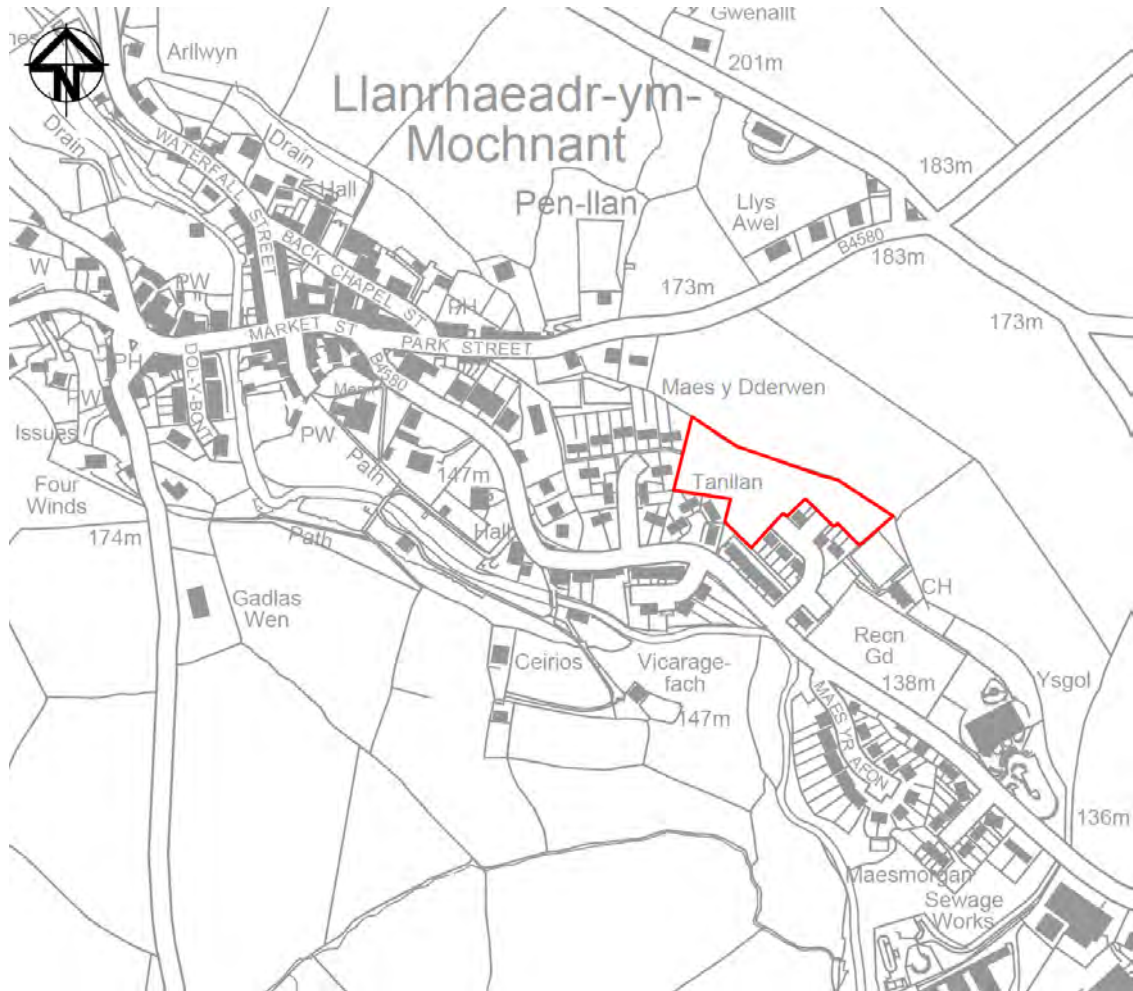 Gwenallt
201m
Arllwyn
N
Llanrhaeadr-ym-
Mochnant
Drain
Drain
WATERFALL STREET
Hall
183m
Pen-llan
Llys
Awel
BACK CHAPEL ST
B4580
183m
W
PW
173m
PH
173m
MARKET ST
PARK STREET
PH
DOL-Y-BONT
B4580
Maes y Dderwen
PW
Issues
PW
Path
147m
Tanllan
Four
Winds
Hall
174m
Path
CH
Gadlas
Wen
Recn
Gd
Ceirios
Vicarage-
fach
138m
Ysgol
147m
MAES YR AFON
136m
Maesmorgan
Sewage
Works